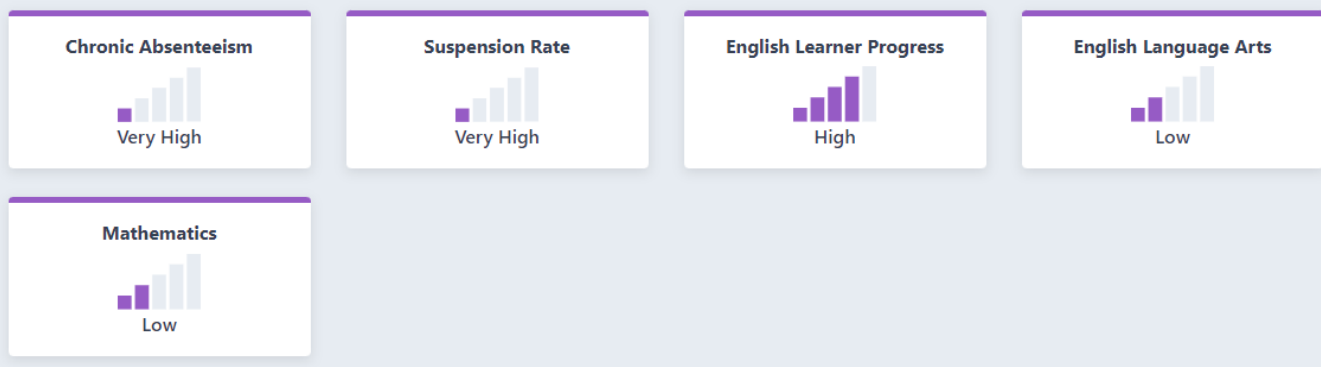 Chronic Absenteeism
Very High
Suspension Rate
Very High
English Learner Progress
High
English Language Arts
Low
Mathematics
Low